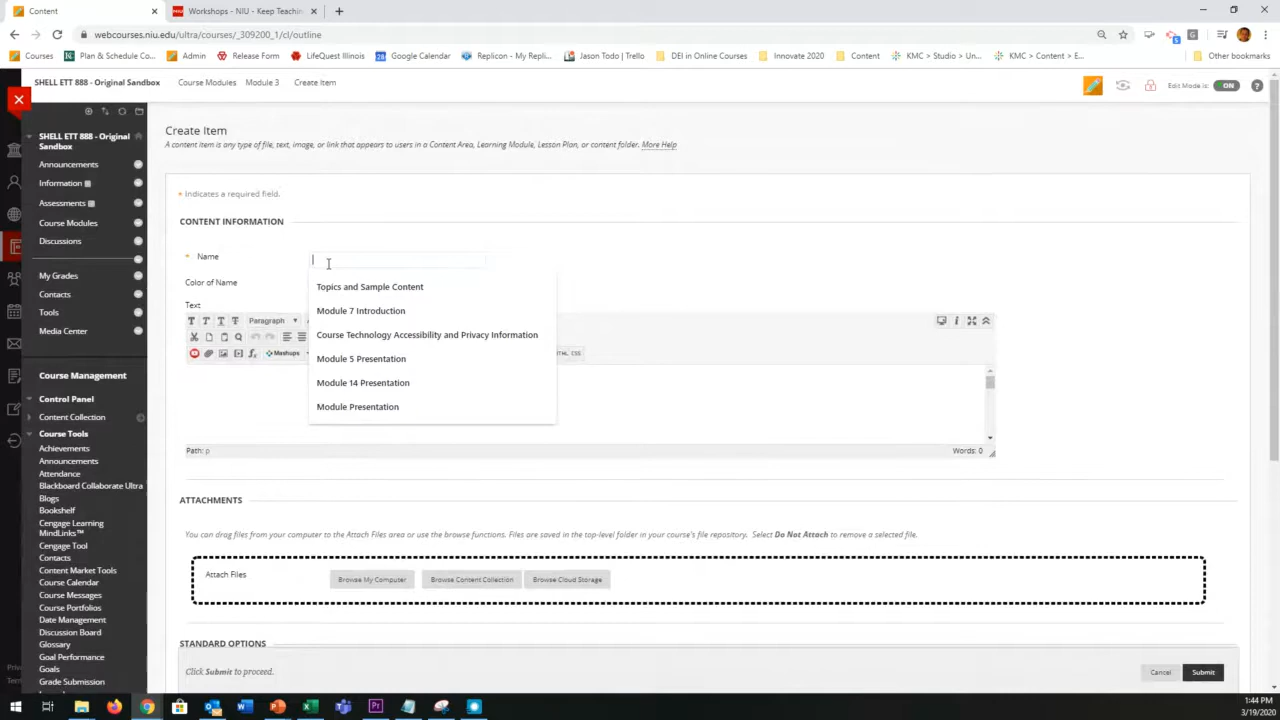 Content
Workshops - NIU - Keep Teachin
webcourses.niu.edu/ultra/courses/_309200_1/cl/outline
Courses
Plan & Schedule Co...
Admin
Release Form
LifeQuest Illinois
Google Calendar
Replicon - My Replic...
Jason Todo | Trello
DEI in Online Courses
Innovate 2020
Content
KMC > Studio > Un...
KMC > Content > E...
Other bookmarks
SHELL ETT 888 - Original Sandbox
Course Modules
Module 3
Create Item
Edit Mode is:
ON
?
SHELL ETT 888 - Original
Sandbox
Announcements
Information
Assessments
Course Modules
Discussions
My Grades
Contacts
Tools
Media Center
Course Management
Control Panel
Content Collection
Course Tools
Achievements
Announcements
Attendance
Blackboard Collaborate Ultra
Blogs
Bookshelf
Cengage Learning
MindLinks™
Cengage Tool
Contacts
Content Market Tools
Course Calendar
Course Messages
Course Portfolios
Date Management
Discussion Board
Glossary
Goal Performance
Goals
Grade Submission
Create Item
A content item is any type of file, text, image, or link that appears to users in a Content Area, Learning Module, Lesson Plan, or content folder. More Help
Indicates a required field.
CONTENT INFORMATION
Name
Color of Name
Text
Topics and Sample Content
Module 7 Introduction
Course Technology Accessibility and Privacy Information
Module 5 Presentation
Module 14 Presentation
Module Presentation
T T T T Paragraph
Mashups
HTML CSS
Path: p
Words: 0
ATTACHMENTS
You can drag files from your computer to the Attach Files area or use the browse functions. Files are saved in the top-level folder in your course's file repository. Select Do Not Attach to remove a selected file.
Attach Files
Browse My Computer
Browse Content Collection
Browse Cloud Storage
STANDARD OPTIONS
Click Submit to proceed.
Cancel
Submit
1:44 PM
3/19/2020